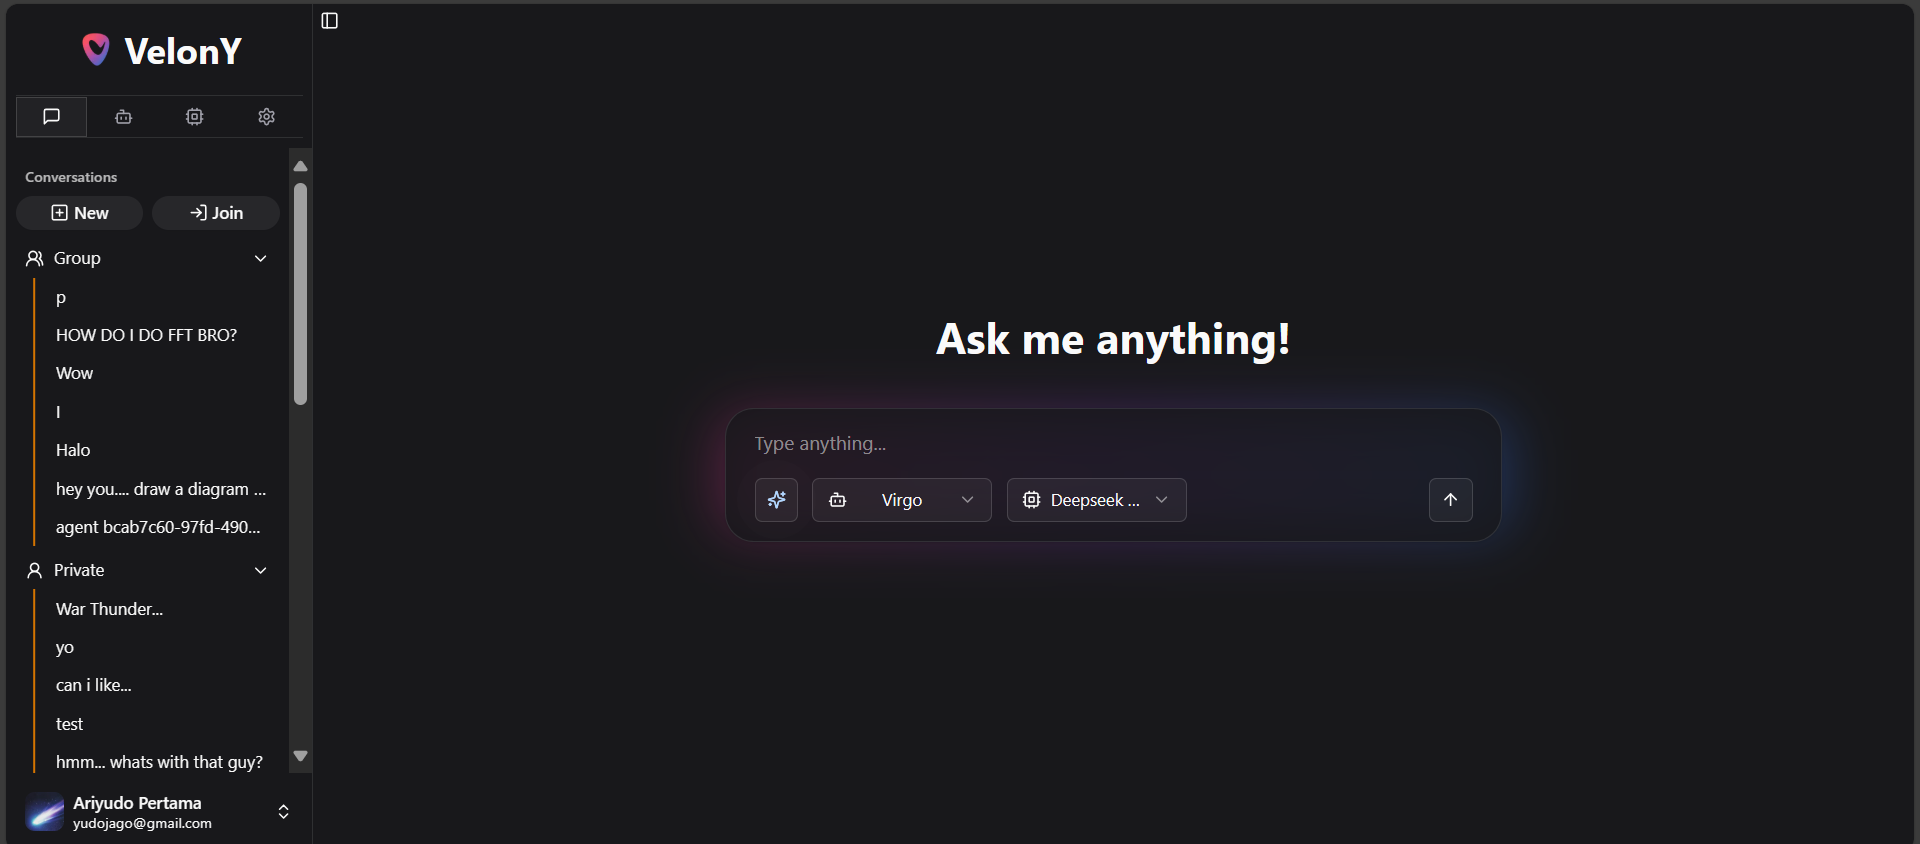 VelonY
Conversations
New
Join
Group
p
HOW DO I DO FFT BRO?
Wow
I
Halo
hey you.... draw a diagram ...
agent bcab7c60-97fd-490...
Private
War Thunder...
yo
can i like...
test
hmm... whats with that guy?
Ariyudo Pertama
yudojago@gmail.com
Ask me anything!
Type anything...
Virgo
Deepseek ...